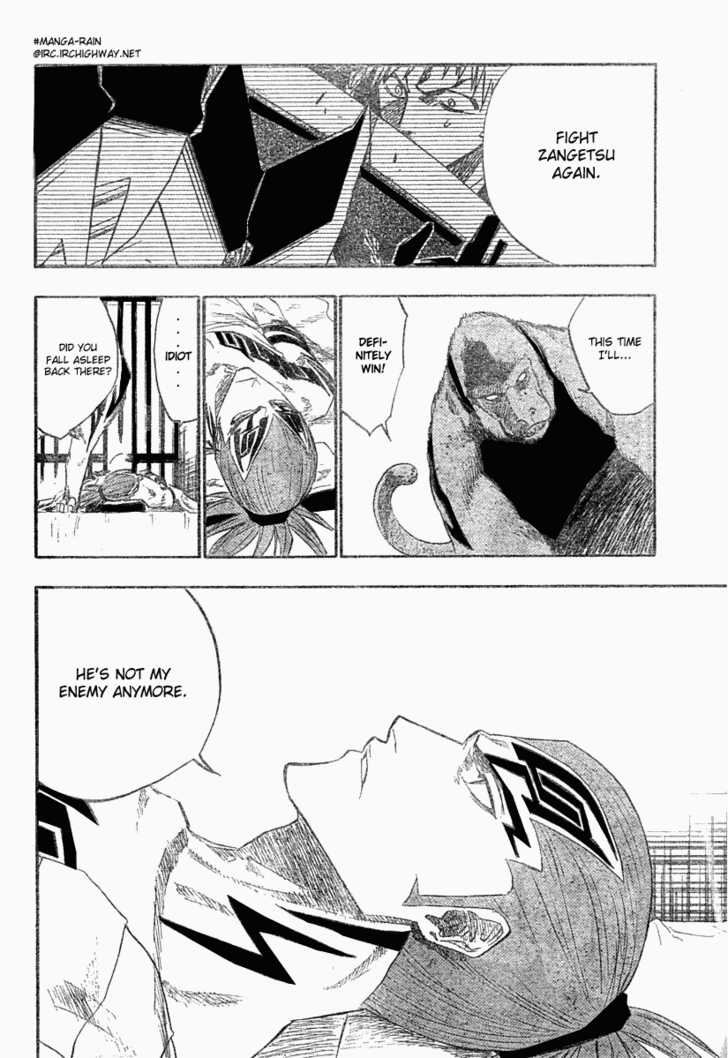 #MANGA-RAIN
@IRC.IRCHIGHWAY.NET
FIGHT
ZANGETSU
AGAIN.
THIS TIME
I'LL...
DEFI-
NITELY
WIN!
. . . .
IDIOT
. . .
DID YOU
FALL ASLEEP
BACK THERE?
HE'S NOT MY
ENEMY ANYMORE.